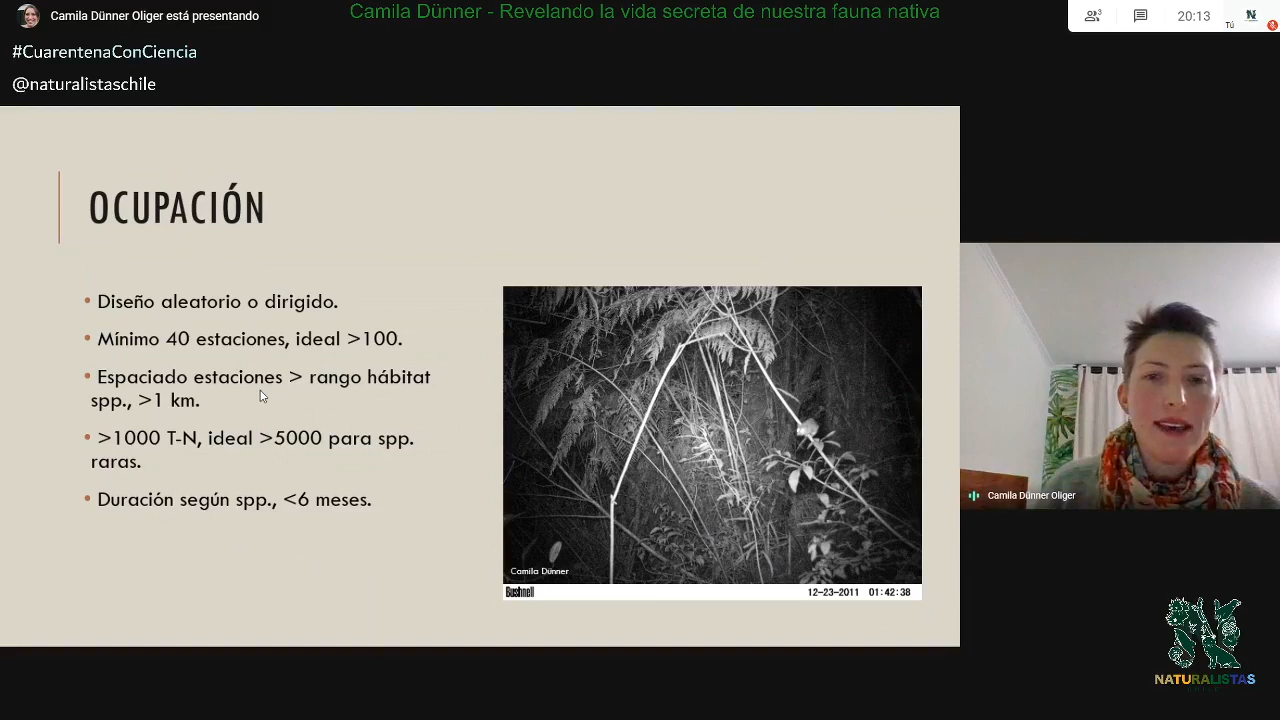 Camila Dünner Oliger está presentando
Camila Dünner - Revelando la vida secreta de nuestra fauna nativa
3
20:13
Tú
#CuarentenaConCiencia
@naturalistaschile
OCUPACIÓN
• Diseño aleatorio o dirigido.
• Mínimo 40 estaciones, ideal >100.
• Espaciado estaciones > rango hábitat
spp., >1 km.
• >1000 T-N, ideal >5000 para spp.
raras.
• Duración según spp., <6 meses.
Camila Dünner
Bushnell
12-23-2011 01:42:38
Camila Dünner Oliger
NATURALISTAS
CHILE